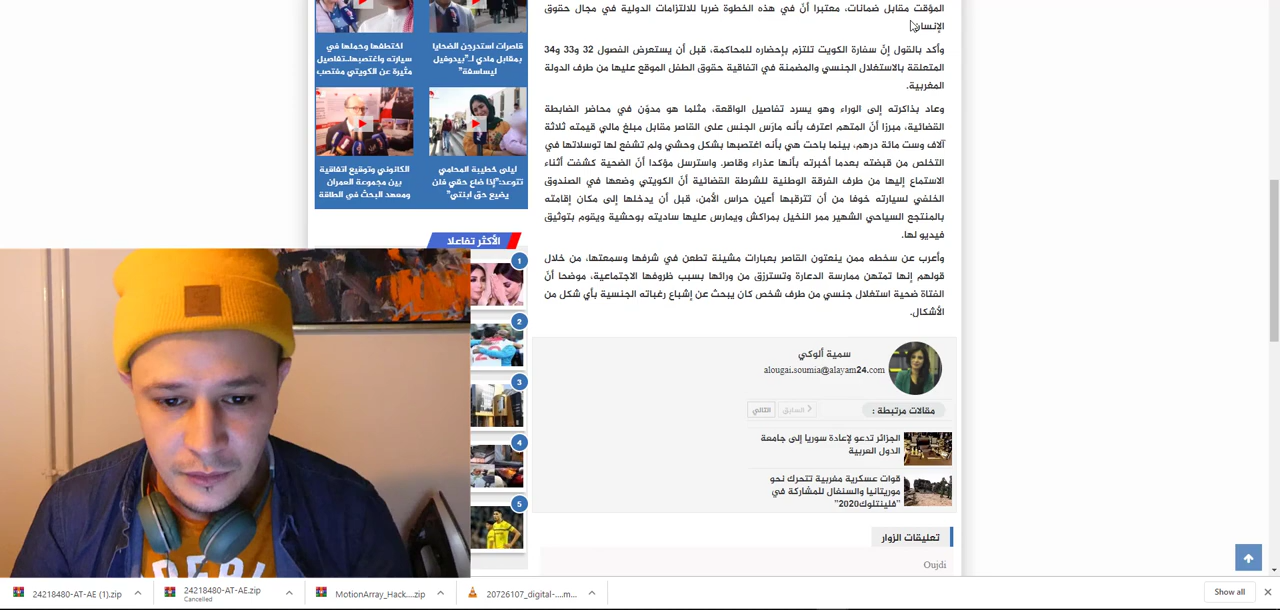 المؤقت مقابل ضمانات، معتبرا أنّ في هذه الخطوة ضربا للالتزامات الدولية في مجال حقوق
الإنسان.
وأكد بالقول إنّ سفارة الكويت تلتزم بإحضاره للمحاكمة، قبل أن يستعرض الفصول 32 و33 و34
المتعلقة بالاستغلال الجنسي والمضمنة في اتفاقية حقوق الطفل الموقع عليها من طرف الدولة
المغربية.
وعاد بذاكرته إلى الوراء وهو يسرد تفاصيل الواقعة، مثلما هو مدوّن في محاضر الضابطة
القضائية، مبرزا أنّ المتهم اعترف بأنه مارَس الجنس على القاصر مقابل مبلغ مالي قيمته ثلاثة
آلاف وست مائة درهم، بينما باحت هي بأنه اغتصبها بشكل وحشي ولم تشفع لها توسلاتها في
التخلص من قبضته بعدما أخبرته بأنها عذراء وقاصر. واسترسل مؤكدا أنّ الضحية كشفت أثناء
الاستماع إليها من طرف الفرقة الوطنية للشرطة القضائية أنّ الكويتي وضعها في الصندوق
الخلفي لسيارته خوفا من أن تترقبها أعين حراس الأمن، قبل أن يدخلها إلى مكان إقامته
بالمنتجع السياحي الشهير ممر النخيل بمراكش ويمارس عليها ساديته بوحشية ويقوم بتوثيق
فيديو لها.
وأعرب عن سخطه ممن ينعتون القاصر بعبارات مشينة تطعن في شرفها وسمعتها، من خلال
قولهم إنها تمتهن ممارسة الدعارة وتسترزق من ورائها بسبب ظروفها الاجتماعية، موضحا أنّ
الفتاة ضحية استغلال جنسي من طرف شخص كان يبحث عن إشباع رغباته الجنسية بأي شكل من
الأشكال.
سمية ألوكي
alougai.soumia@alayam24.com
مقالات مرتبطة :
السابق
التالي
الجزائر تدعو لإعادة سوريا إلى جامعة
الدول العربية
قوات عسكرية مغربية تتحرك نحو
موريتانيا والسنغال للمشاركة في
"فلينتلوك2020"
تعليقات الزوار
Oujdi
قاصرات استدرجن الضحايا
بمقابل مادي لـ"بيدوفيل
ليساسفة"
اختطفها وحملها في
سيارته واغتصبها..تفاصيل
مثيرة عن الكويتي مغتصب
ليلى خطيبة المحامي
تتوعد:"إذا ضاع حقي فلن
يضيع حق ابنتي"
الكانوني وتوقيع اتفاقية
بين مجموعة العمران
ومعهد البحث في الطاقة
الأكثر تفاعلا
1
2
3
4
5
24218480-AT-AE (1).zip
24218480-AT-AE.zip
Cancelled
MotionArray_Hack....zip
20726107_digital-....m...
Show all